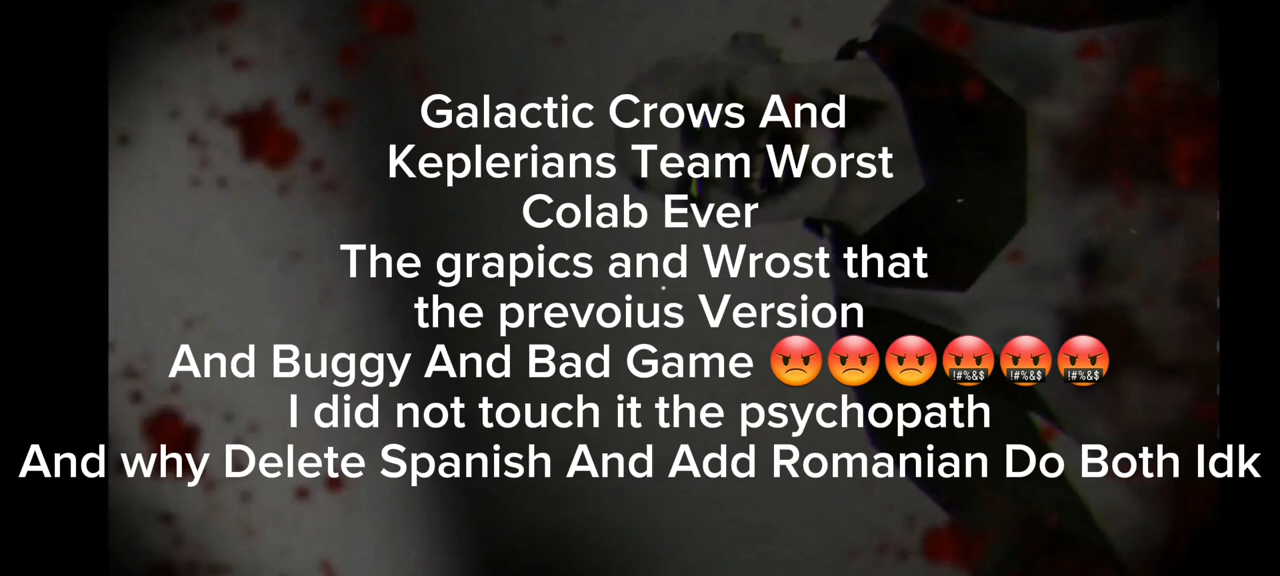 Galactic Crows And
Keplerians Team Worst
Colab Ever
The grapics and Wrost that
the prevoius Version
And Buggy And Bad Game 😡😡😡🤬🤬🤬
I did not touch it the psychopath
And why Delete Spanish And Add Romanian Do Both Idk